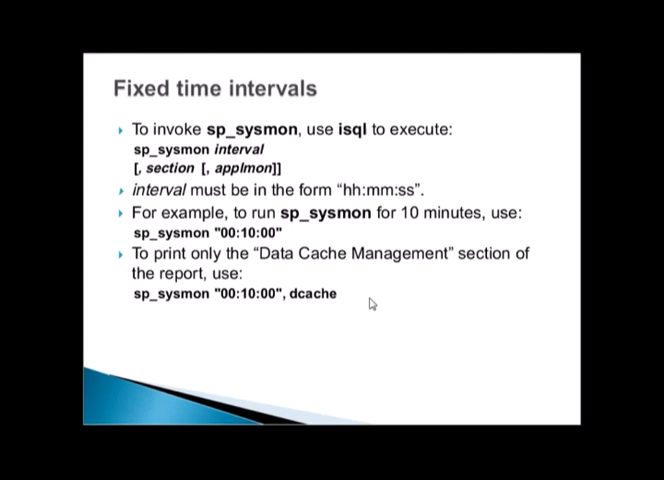 Fixed time intervals
To invoke sp_sysmon, use isql to execute:
sp_sysmon interval
[, section [, applmon]]
interval must be in the form “hh:mm:ss”.
For example, to run sp_sysmon for 10 minutes, use:
sp_sysmon "00:10:00"
To print only the “Data Cache Management” section of
the report, use:
sp_sysmon "00:10:00", dcache